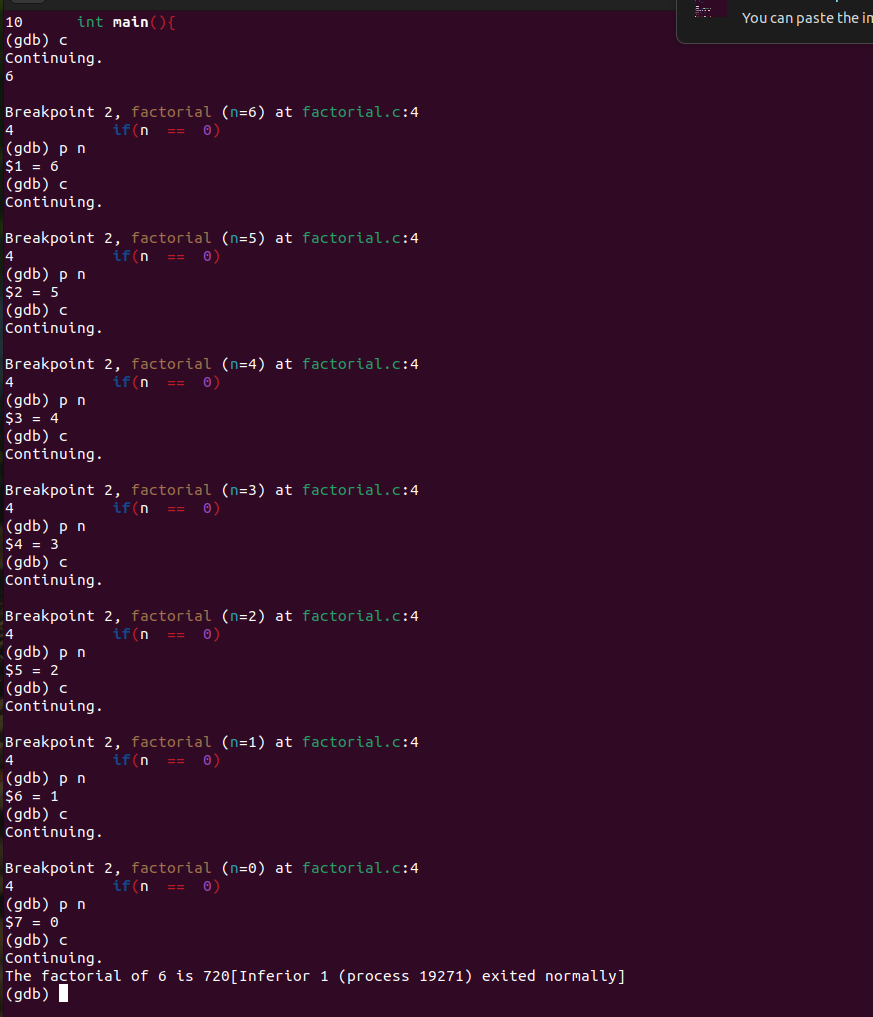 10      int main(){
(gdb) c
Continuing.
6

Breakpoint 2, factorial (n=6) at factorial.c:4
4           if(n  ==  0)
(gdb) p n
$1 = 6
(gdb) c
Continuing.

Breakpoint 2, factorial (n=5) at factorial.c:4
4           if(n  ==  0)
(gdb) p n
$2 = 5
(gdb) c
Continuing.

Breakpoint 2, factorial (n=4) at factorial.c:4
4           if(n  ==  0)
(gdb) p n
$3 = 4
(gdb) c
Continuing.

Breakpoint 2, factorial (n=3) at factorial.c:4
4           if(n  ==  0)
(gdb) p n
$4 = 3
(gdb) c
Continuing.

Breakpoint 2, factorial (n=2) at factorial.c:4
4           if(n  ==  0)
(gdb) p n
$5 = 2
(gdb) c
Continuing.

Breakpoint 2, factorial (n=1) at factorial.c:4
4           if(n  ==  0)
(gdb) p n
$6 = 1
(gdb) c
Continuing.

Breakpoint 2, factorial (n=0) at factorial.c:4
4           if(n  ==  0)
(gdb) p n
$7 = 0
(gdb) c
Continuing.
The factorial of 6 is 720[Inferior 1 (process 19271) exited normally]
(gdb)
You can paste the